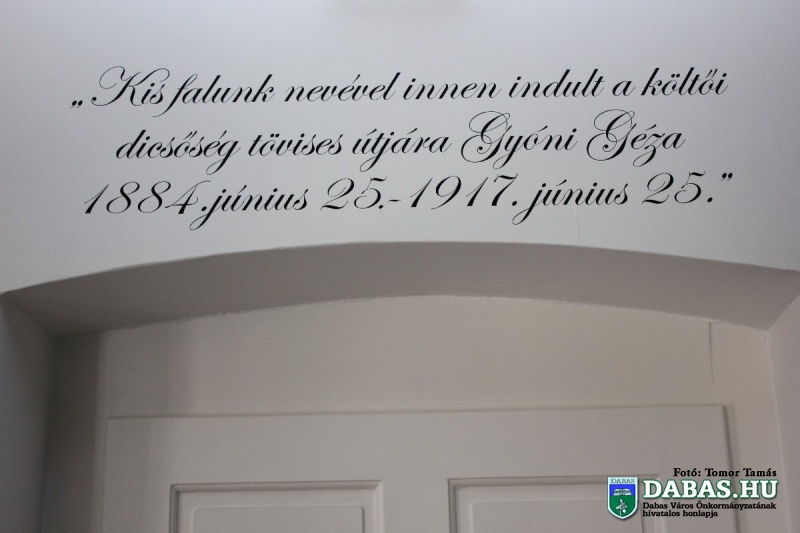 „Kis falunk nevével innen indult a költői
dicsőség tövises útjára Gyóni Géza
1884.június 25.-1917. június 25.”
Fotó: Tomor Tamás
DABAS
DABAS.HU
Dabas Város Önkormányzatának
hivatalos honlapja